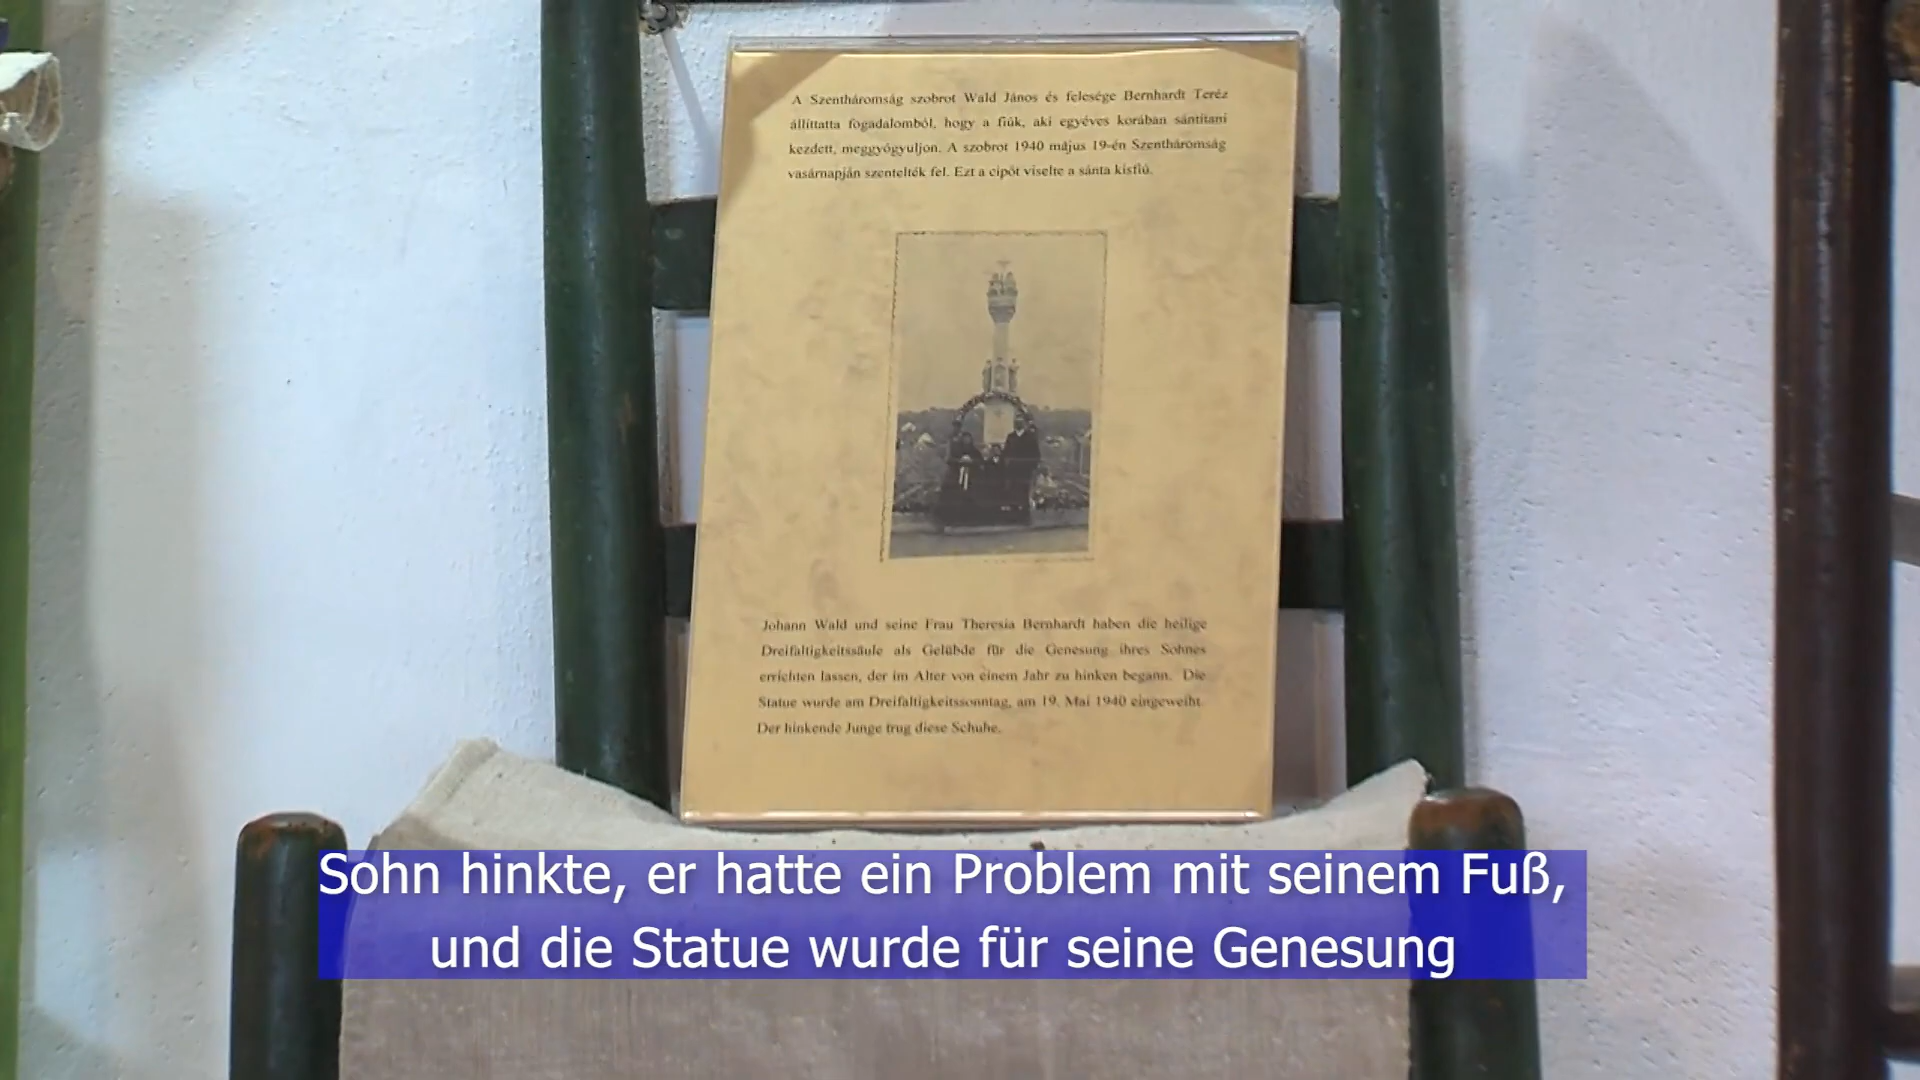 A Szentháromság szobrot Wald János és felesége Bernhardt Teréz
állíttatta fogadalomból, hogy a fiúk, aki egyéves korában sántítani
kezdett, meggyógyuljon. A szobrot 1940 május 19-én Szentháromság
vasárnapján szentelték fel. Ezt a cipőt viselte a sánta kisfiú.
Johann Wald und seine Frau Theresia Bernhardt haben die heilige
Dreifaltigkeitssäule als Gelübde für die Genesung ihres Sohnes
errichten lassen, der im Alter von einem Jahr zu hinken begann. Die
Statue wurde am Dreifaltigkeitssonntag, am 19. Mai 1940 eingeweiht.
Der hinkende Junge trug diese Schuhe.
Sohn hinkte, er hatte ein Problem mit seinem Fuß,
und die Statue wurde für seine Genesung